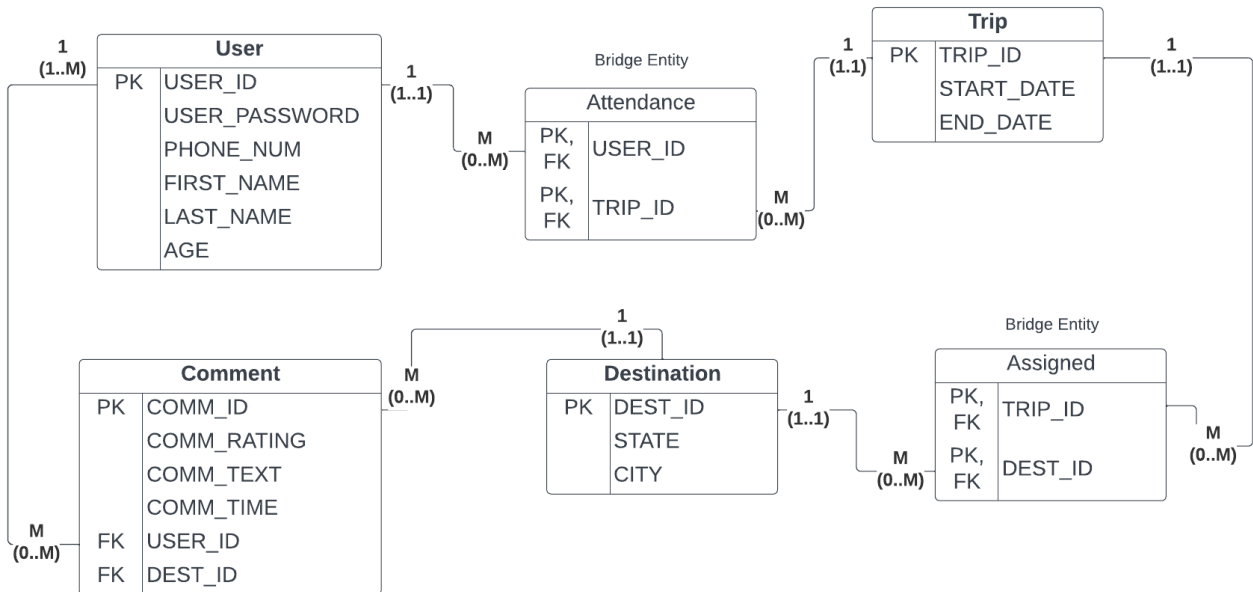 User
PK USER_ID
USER_PASSWORD
PHONE_NUM
FIRST_NAME
LAST_NAME
AGE
1
(1..M)
1
(1..1)
M
(0..M)
Bridge Entity
Attendance
PK, FK USER_ID
PK, FK TRIP_ID
M
(0..M)
1
(1.1)
Trip
PK TRIP_ID
START_DATE
END_DATE
1
(1..1)
Comment
PK COMM_ID
COMM_RATING
COMM_TEXT
COMM_TIME
FK USER_ID
FK DEST_ID
M
(0..M)
M
(0..M)
1
(1..1)
Destination
PK DEST_ID
STATE
CITY
1
(1..1)
M
(0..M)
Bridge Entity
Assigned
PK, FK TRIP_ID
PK, FK DEST_ID
M
(0..M)